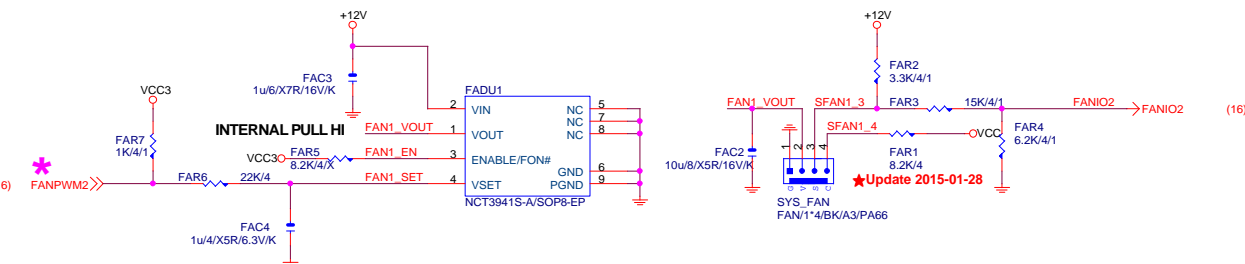 +12V
FAC3
1u/6/X7R/16V/K
VCC3
FAR7
1K/4/1
INTERNAL PULL HI
FAN1_VOUT
VCC3
FAR5
8.2K/4/X
FAN1_EN
*
6)
FANPWM2
FAR6
22K/4
FAN1_SET
FAC4
1u/4/X5R/6.3V/K
FADU1
2 VIN
1 VOUT
3 ENABLE/FON#
4 VSET
NC 5
NC 7
NC 8
GND 6
PGND 9
NCT3941S-A/SOP8-EP
+12V
FAR2
3.3K/4/1
FAN1_VOUT
SFAN1_3
FAR3
15K/4/1
FANIO2
FANIO2
(16)
SFAN1_4
VCC
FAR4
6.2K/4/1
FAC2
10u/8/X5R/16V/K
1 2 3 4
G V S C
FAR1
8.2K/4
★Update 2015-01-28
SYS_FAN
FAN/1*4/BK/A3/PA66